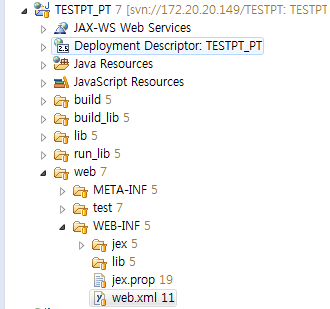 TESTPT_PT 7 [svn://172.20.20.149/TESTPT: TESTPT
JAX-WS Web Services
Deployment Descriptor: TESTPT_PT
Java Resources
JavaScript Resources
build 5
build_lib 5
lib 5
run_lib 5
web 7
META-INF 5
test 7
WEB-INF 5
jex 5
lib 5
jex.prop 19
web.xml 11